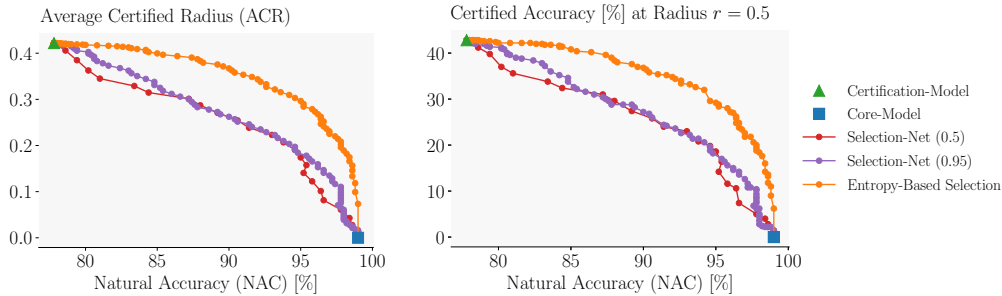 Average Certified Radius (ACR)
0.4
0.3
0.2
0.1
0.0
80 85 90 95 100
Natural Accuracy (NAC) [%]
Certified Accuracy [%] at Radius r = 0.5
40
30
20
10
0
80 85 90 95 100
Natural Accuracy (NAC) [%]
Certification-Model
Core-Model
Selection-Net (0.5)
Selection-Net (0.95)
Entropy-Based Selection